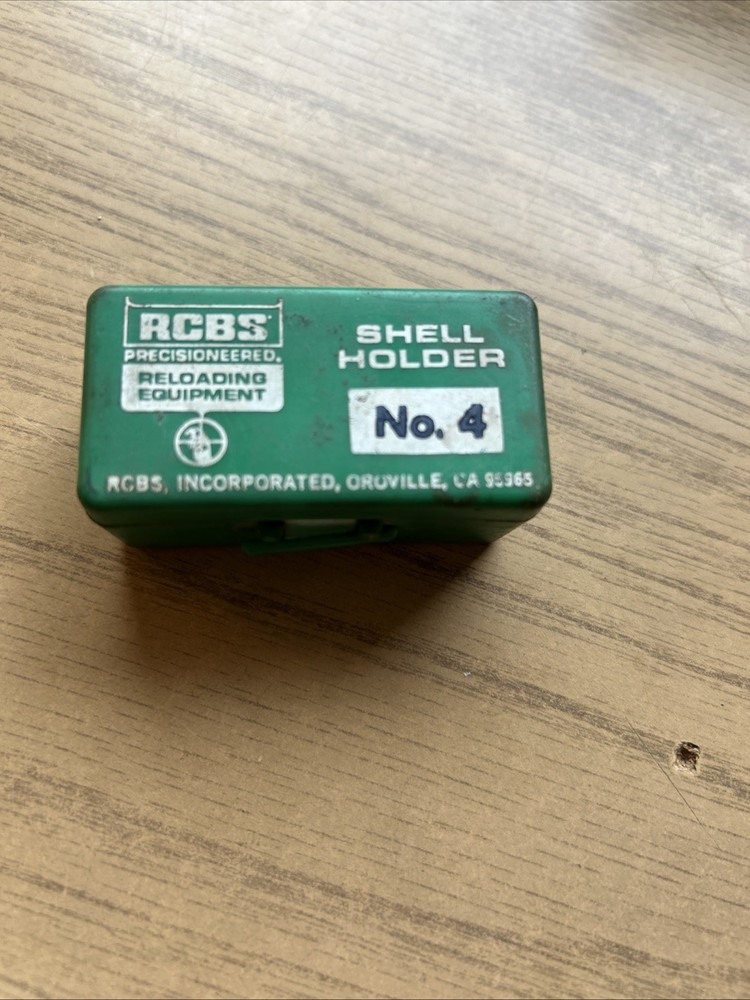 RCBS
PRECISIONEERED.
RELOADING
EQUIPMENT
SHELL
HOLDER
No. 4
RCBS, INCORPORATED, OROVILLE, CA 95965